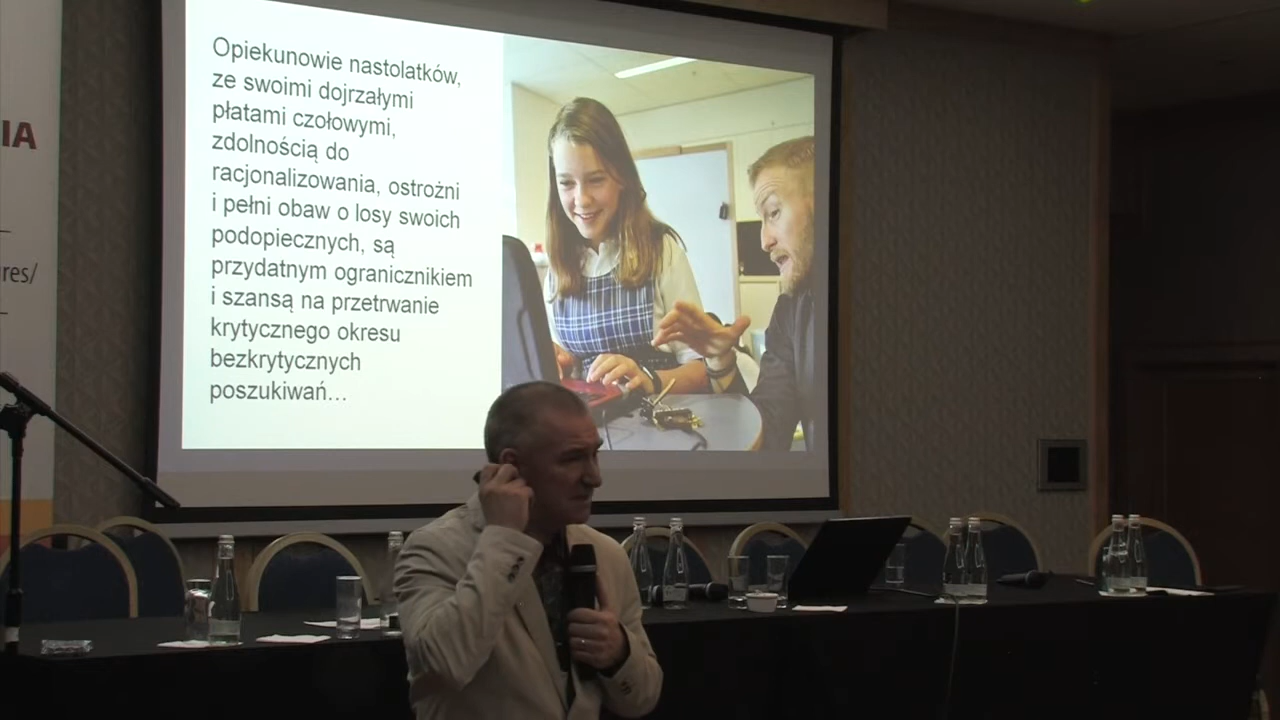 Opiekunowie nastolatków,
ze swoimi dojrzałymi
płatami czołowymi,
zdolnością do
racjonalizowania, ostrożni
i pełni obaw o losy swoich
podopiecznych, są
przydatnym ogranicznikiem
i szansą na przetrwanie
krytycznego okresu
bezkrytycznych
poszukiwań…
IA
res/